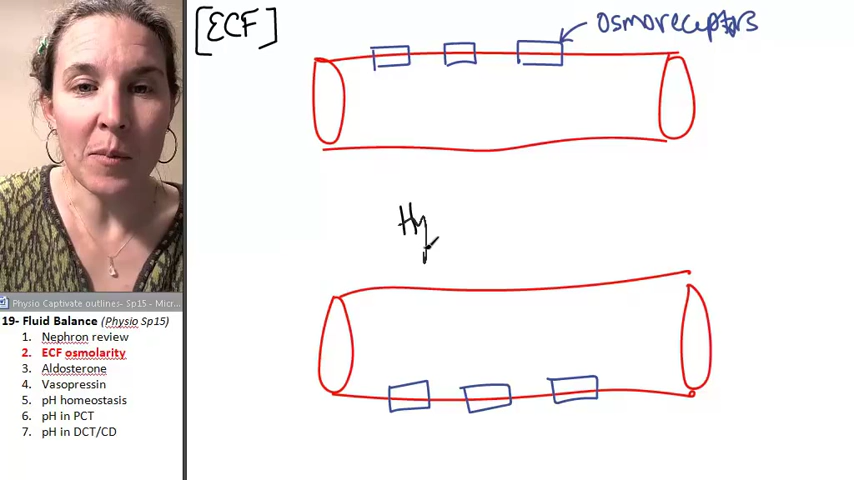 [ECF]
osmoreceptors
Hy
Physio Captivate outlines- Sp15 - Micr...
19- Fluid Balance (Physio Sp15)
1. Nephron review
2. ECF osmolarity
3. Aldosterone
4. Vasopressin
5. pH homeostasis
6. pH in PCT
7. pH in DCT/CD